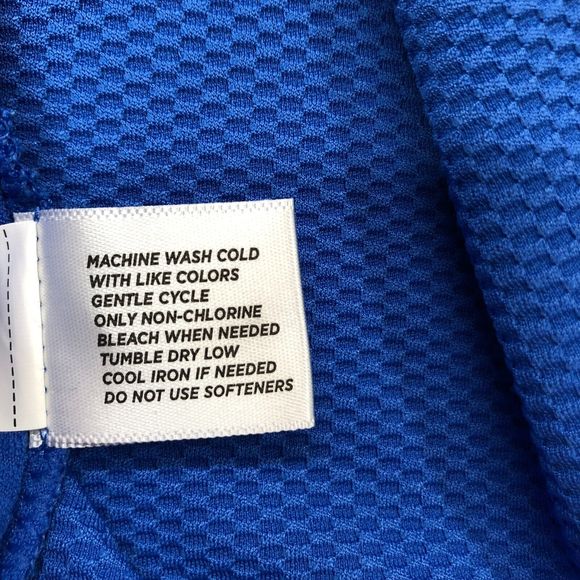 MACHINE WASH COLD
WITH LIKE COLORS
GENTLE CYCLE
ONLY NON-CHLORINE
BLEACH WHEN NEEDED
TUMBLE DRY LOW
COOL IRON IF NEEDED
DO NOT USE SOFTENERS